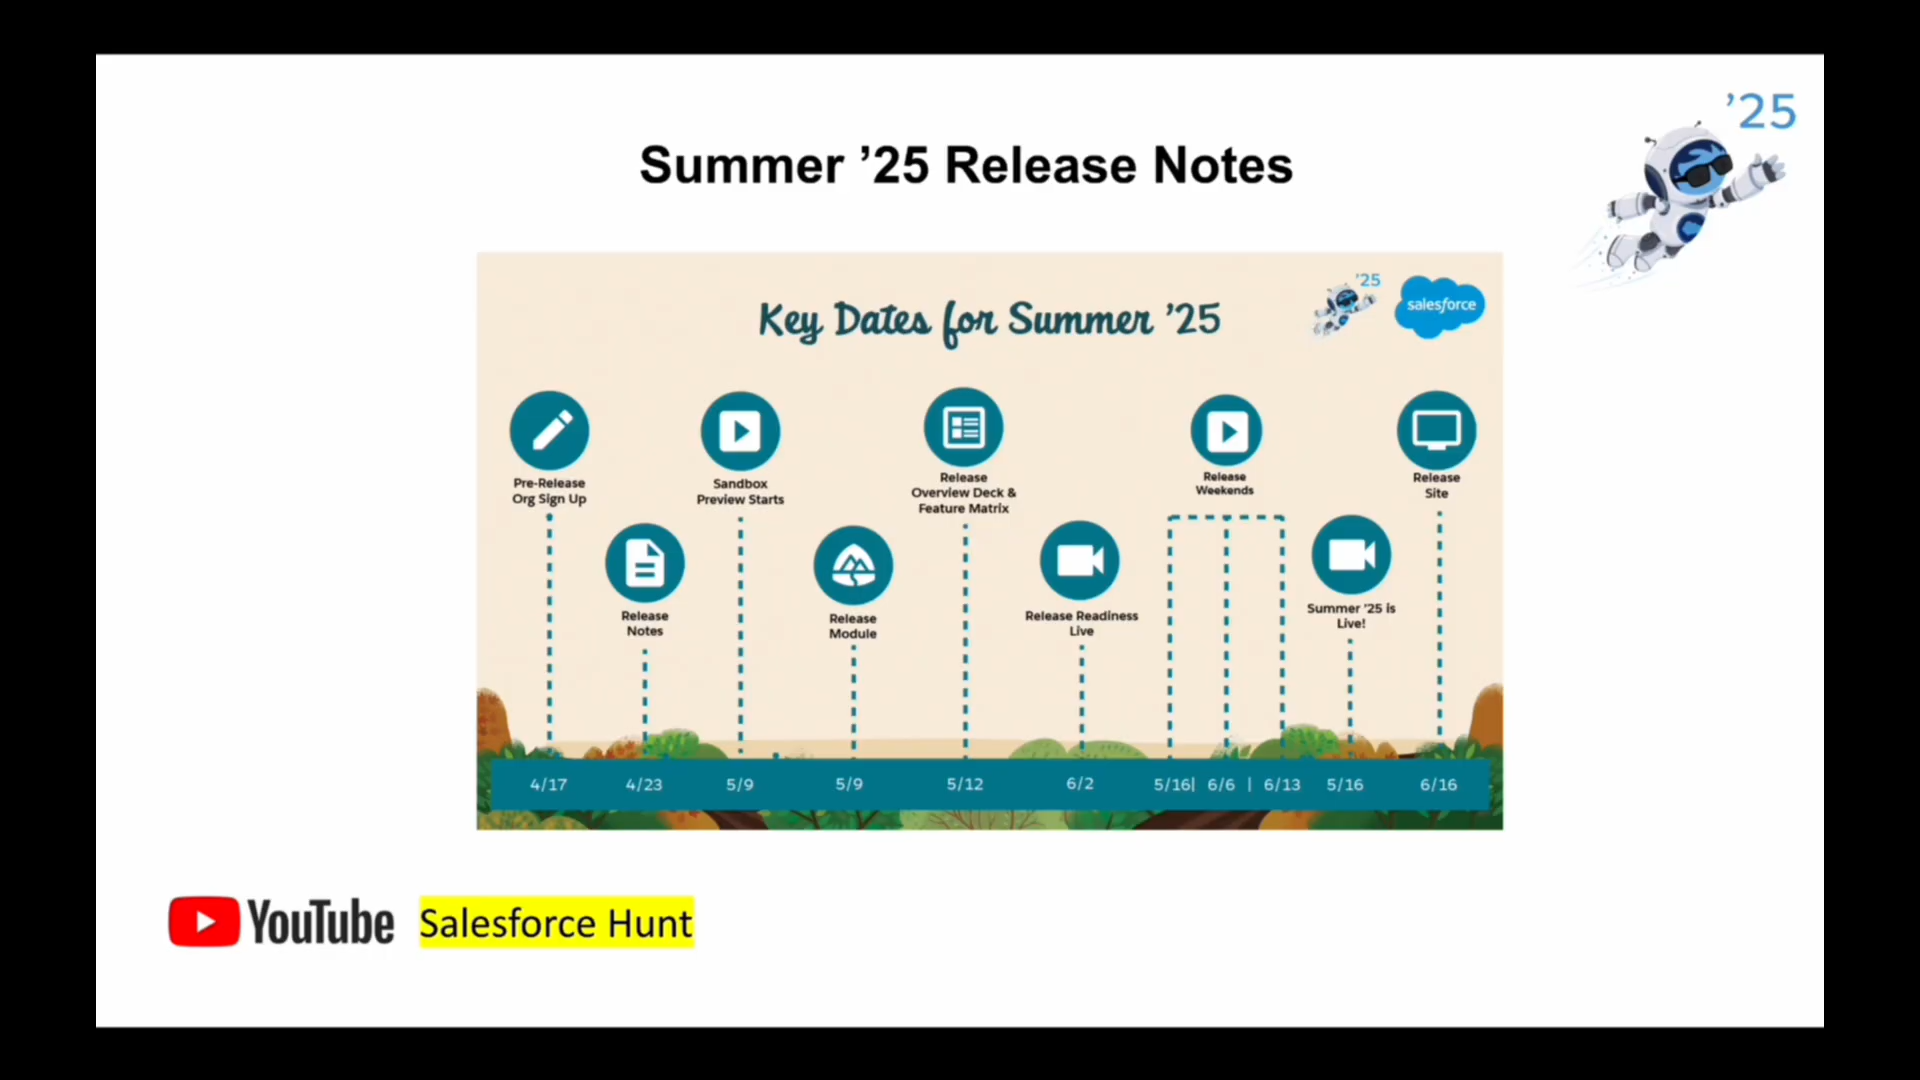 ’25
Summer ’25 Release Notes
Key Dates for Summer ’25
’25
salesforce
Pre-Release
Org Sign Up
Release
Notes
Sandbox
Preview Starts
Release
Module
Release
Overview Deck &
Feature Matrix
Release Readiness
Live
Release
Weekends
Summer ’25 is
Live!
Release
Site
4/17 4/23 5/9 5/9 5/12 6/2 5/16| 6/6 | 6/13 5/16 6/16
YouTube Salesforce Hunt